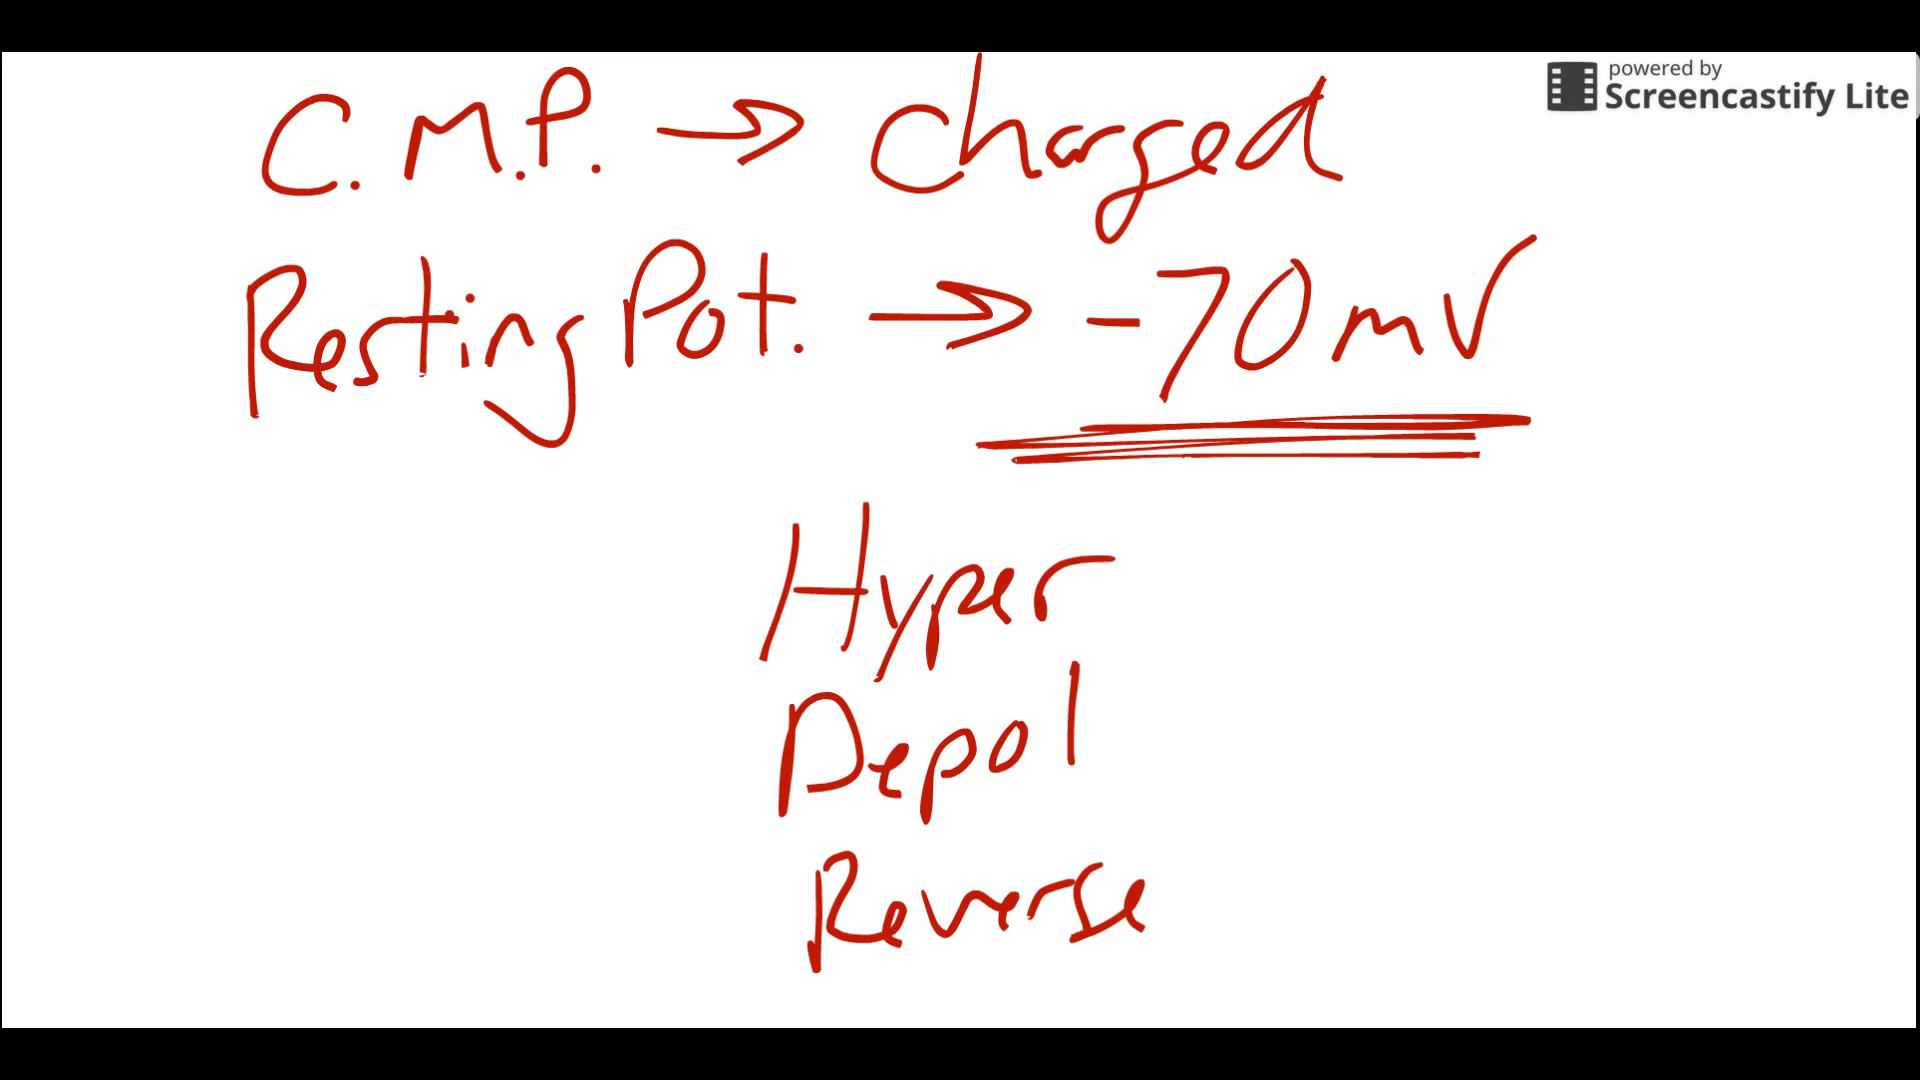 powered by
Screencastify Lite
C.M.P. → Charged
Resting Pot. → -70mV
Hyper
Depol
Reverse